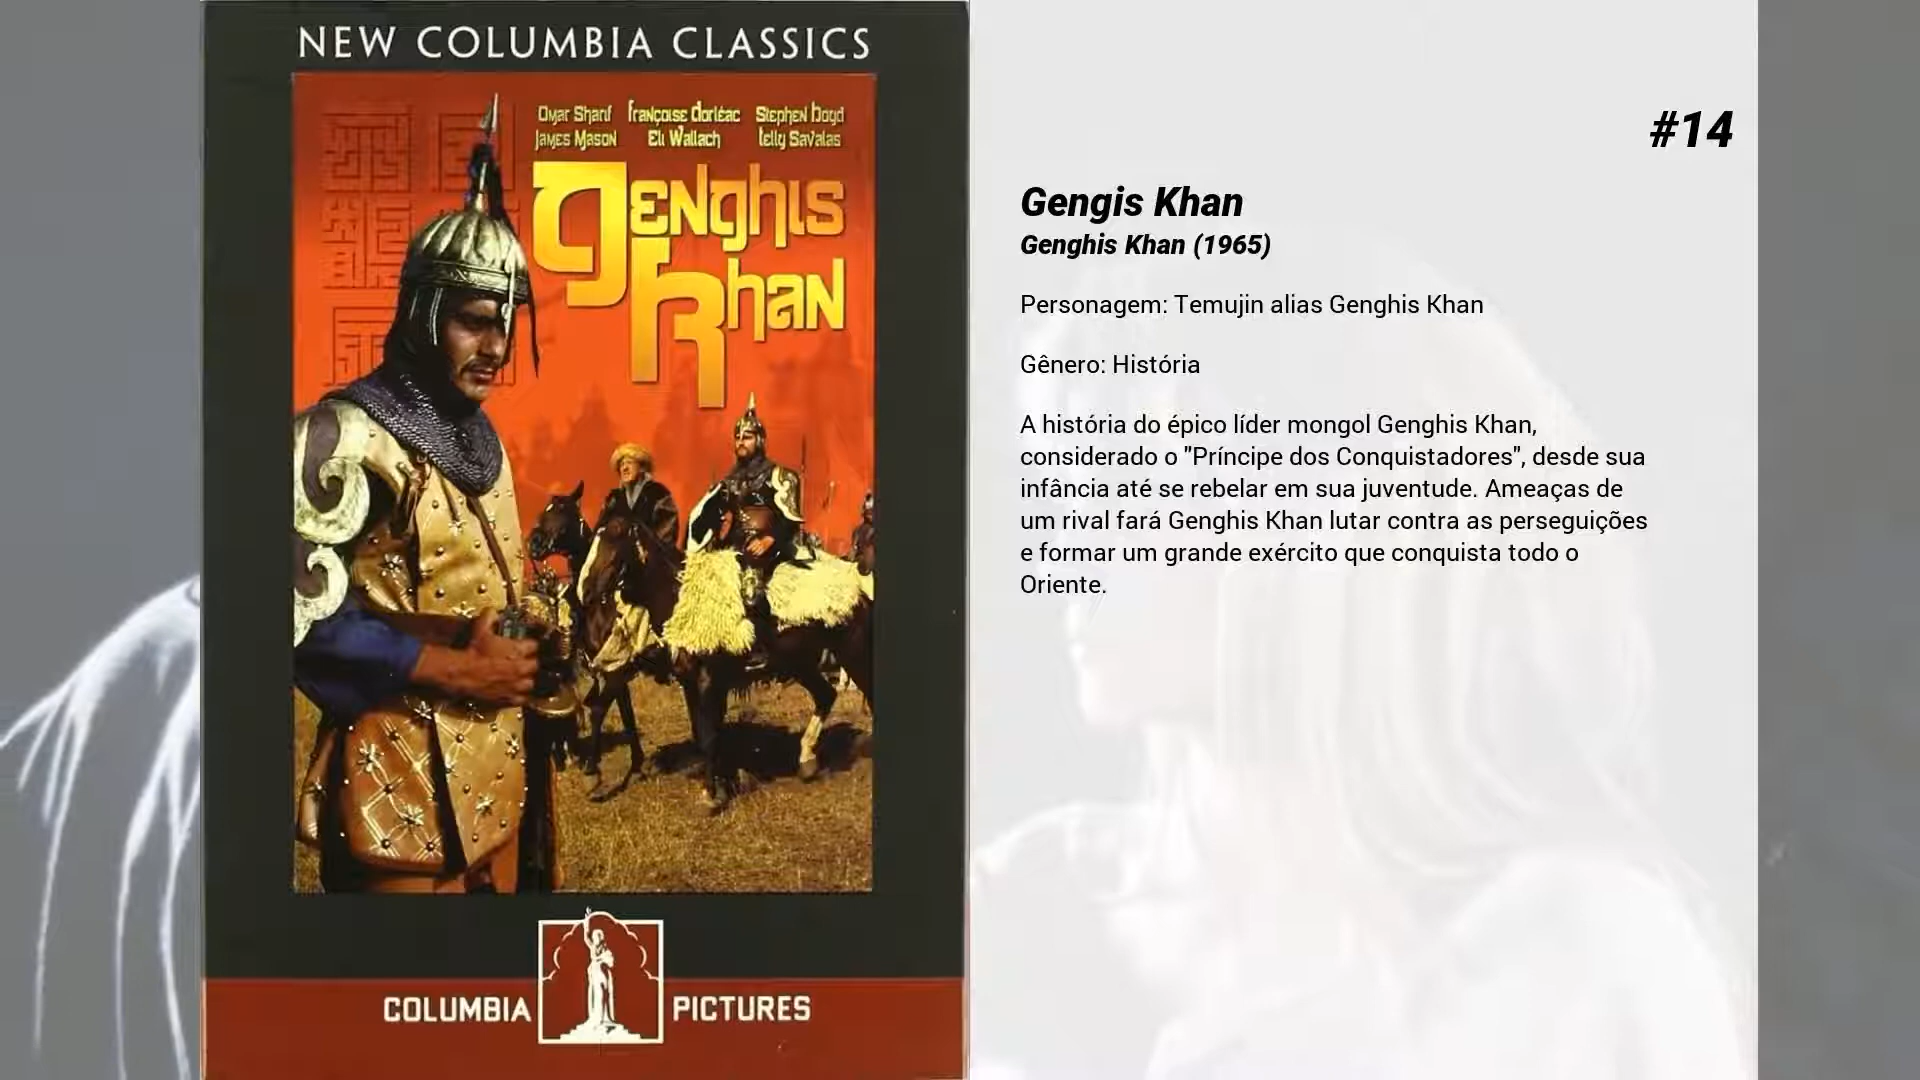 NEW COLUMBIA CLASSICS
Omar Sharif Françoise Dorléac Stephen Boyd
James Mason Eli Wallach Telly Savalas
Genghis
Khan
COLUMBIA PICTURES
#14
Gengis Khan
Genghis Khan (1965)
Personagem: Temujin alias Genghis Khan
Gênero: História
A história do épico líder mongol Genghis Khan,
considerado o "Príncipe dos Conquistadores", desde sua
infância até se rebelar em sua juventude. Ameaças de
um rival fará Genghis Khan lutar contra as perseguições
e formar um grande exército que conquista todo o
Oriente.